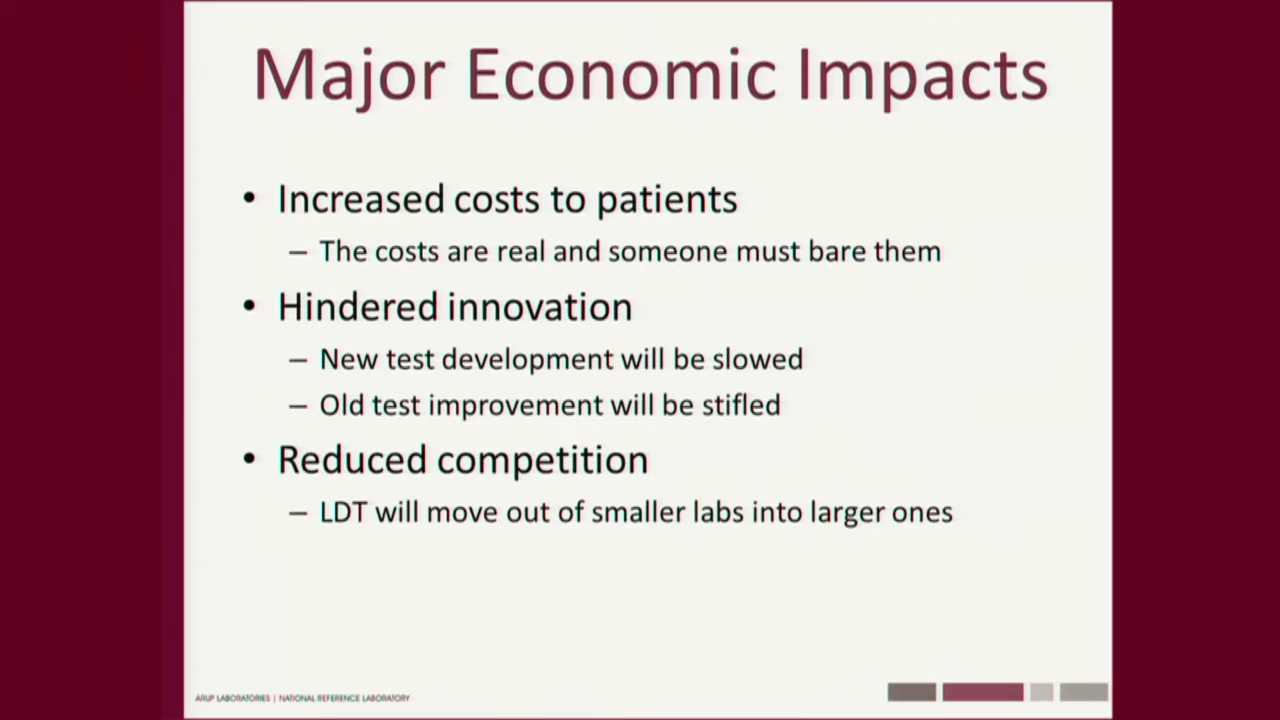 Major Economic Impacts
• Increased costs to patients
– The costs are real and someone must bare them
• Hindered innovation
– New test development will be slowed
– Old test improvement will be stifled
• Reduced competition
– LDT will move out of smaller labs into larger ones
ARUP LABORATORIES | NATIONAL REFERENCE LABORATORY